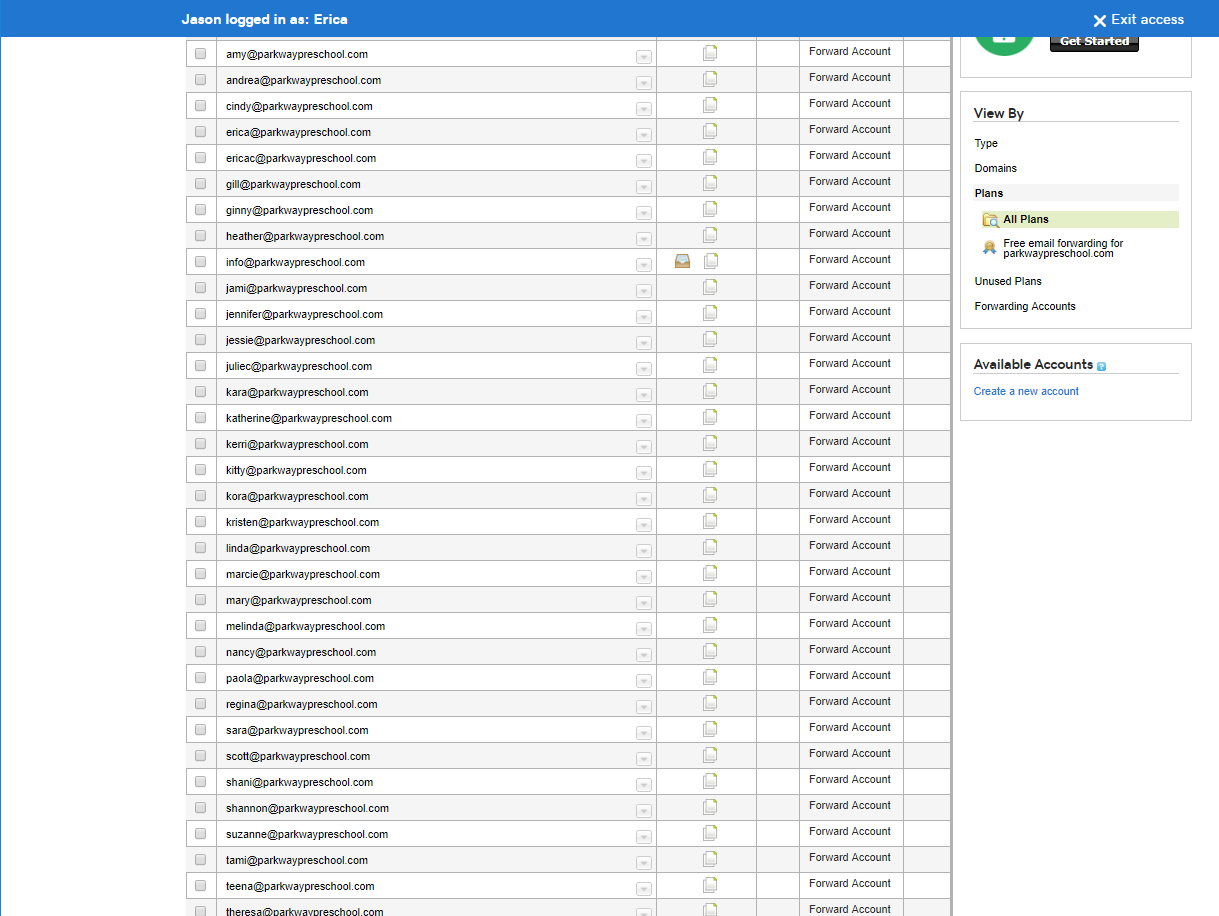 Jason logged in as: Erica
Exit access
amy@parkwaypreschool.com Forward Account
andrea@parkwaypreschool.com Forward Account
cindy@parkwaypreschool.com Forward Account
erica@parkwaypreschool.com Forward Account
ericac@parkwaypreschool.com Forward Account
gill@parkwaypreschool.com Forward Account
ginny@parkwaypreschool.com Forward Account
heather@parkwaypreschool.com Forward Account
info@parkwaypreschool.com Forward Account
jami@parkwaypreschool.com Forward Account
jennifer@parkwaypreschool.com Forward Account
jessie@parkwaypreschool.com Forward Account
juliec@parkwaypreschool.com Forward Account
kara@parkwaypreschool.com Forward Account
katherine@parkwaypreschool.com Forward Account
kerri@parkwaypreschool.com Forward Account
kitty@parkwaypreschool.com Forward Account
kora@parkwaypreschool.com Forward Account
kristen@parkwaypreschool.com Forward Account
linda@parkwaypreschool.com Forward Account
marcie@parkwaypreschool.com Forward Account
mary@parkwaypreschool.com Forward Account
melinda@parkwaypreschool.com Forward Account
nancy@parkwaypreschool.com Forward Account
paola@parkwaypreschool.com Forward Account
regina@parkwaypreschool.com Forward Account
sara@parkwaypreschool.com Forward Account
scott@parkwaypreschool.com Forward Account
shani@parkwaypreschool.com Forward Account
shannon@parkwaypreschool.com Forward Account
suzanne@parkwaypreschool.com Forward Account
tami@parkwaypreschool.com Forward Account
teena@parkwaypreschool.com Forward Account
theresa@parkwaypreschool.com Forward Account
Get Started
View By
Type
Domains
Plans
All Plans
Free email forwarding for
parkwaypreschool.com
Unused Plans
Forwarding Accounts
Available Accounts ?
Create a new account